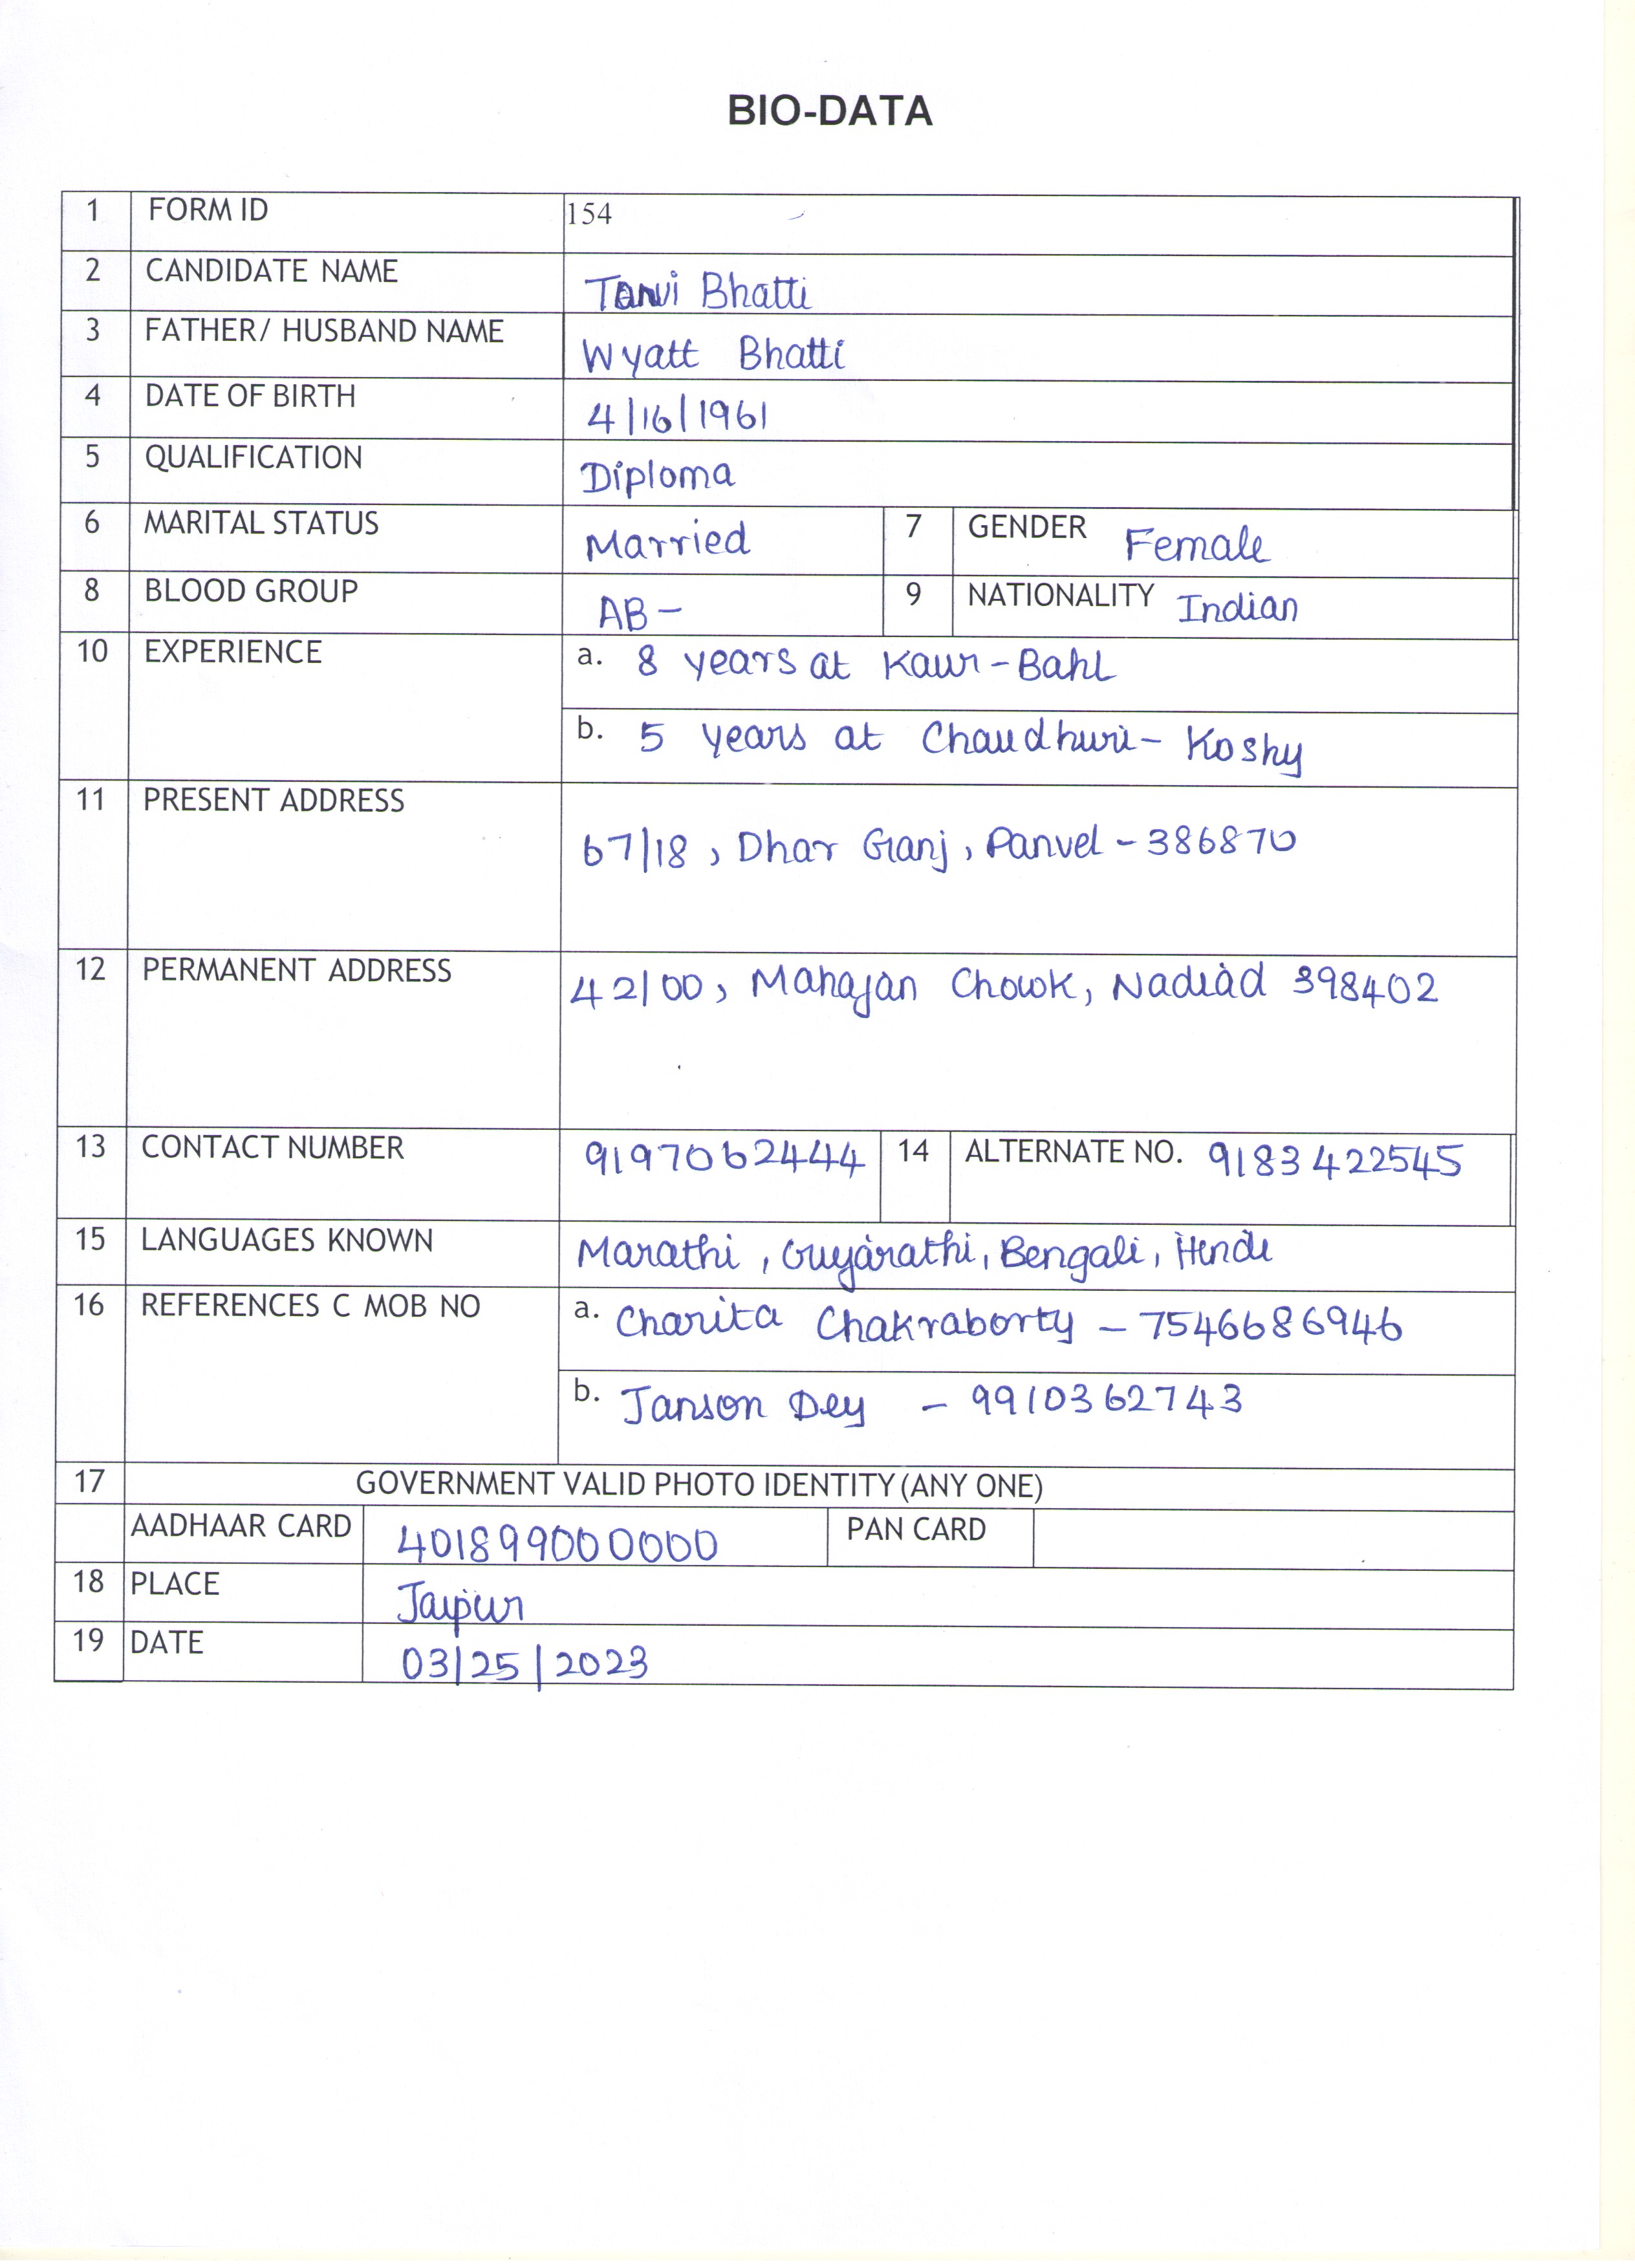 BIO-DATA
1 FORM ID 154
2 CANDIDATE NAME Tanvi Bhatti
3 FATHER/ HUSBAND NAME Wyatt Bhatti
4 DATE OF BIRTH 4/16/1961
5 QUALIFICATION Diploma
6 MARITAL STATUS Married 7 GENDER Female
8 BLOOD GROUP AB- 9 NATIONALITY Indian
10 EXPERIENCE a. 8 years at Kaur-Bahl
b. 5 years at Chaudhuri- Koshy
11 PRESENT ADDRESS
67/18, Dhar Ganj, Panvel - 386870
12 PERMANENT ADDRESS 42/00, Mahajan Chowk, Nadiad 398402
13 CONTACT NUMBER 9197062444 14 ALTERNATE NO. 9183422545
15 LANGUAGES KNOWN Marathi, Gujarathi, Bengali, Hindi
16 REFERENCES C MOB NO a. Charita Chakraborty - 7546686946
b. Janson Dey - 9910362743
17 GOVERNMENT VALID PHOTO IDENTITY (ANY ONE)
AADHAAR CARD 401899000000 PAN CARD
18 PLACE Jaipur
19 DATE 03/25/2023